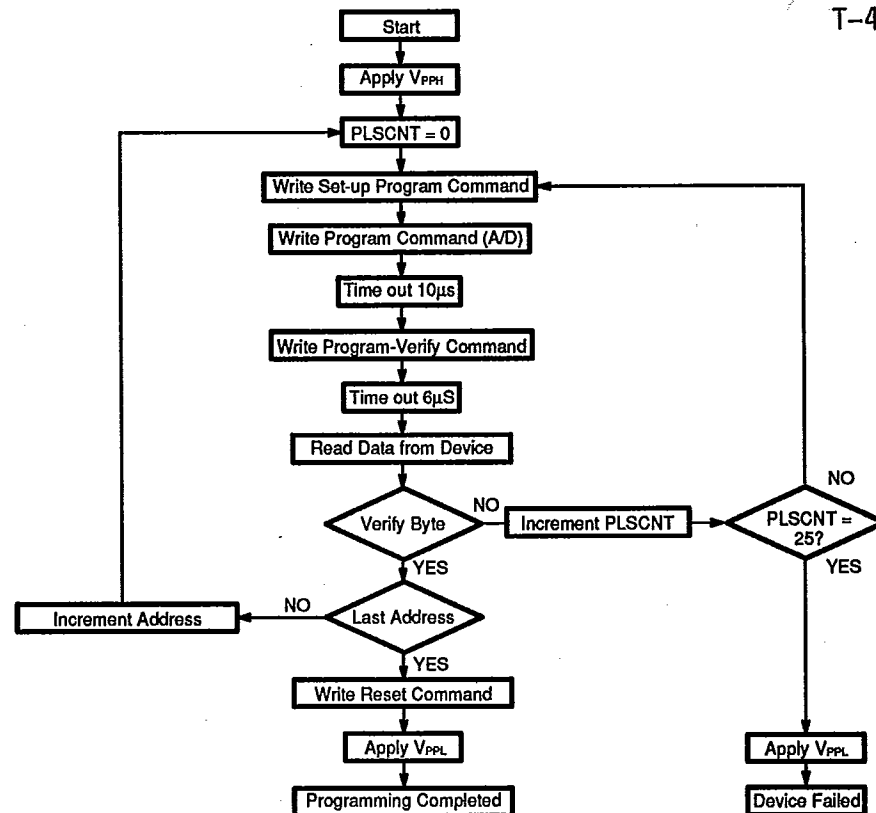 T-4
Start
Apply VPPH
PLSCNT = 0
Write Set-up Program Command
Write Program Command (A/D)
Time out 10μs
Write Program-Verify Command
Time out 6μS
Read Data from Device
Verify Byte
NO
Increment PLSCNT
PLSCNT =
25?
NO
YES
YES
Last Address
NO
Increment Address
YES
Write Reset Command
Apply VPPL
Programming Completed
Apply VPPL
Device Failed